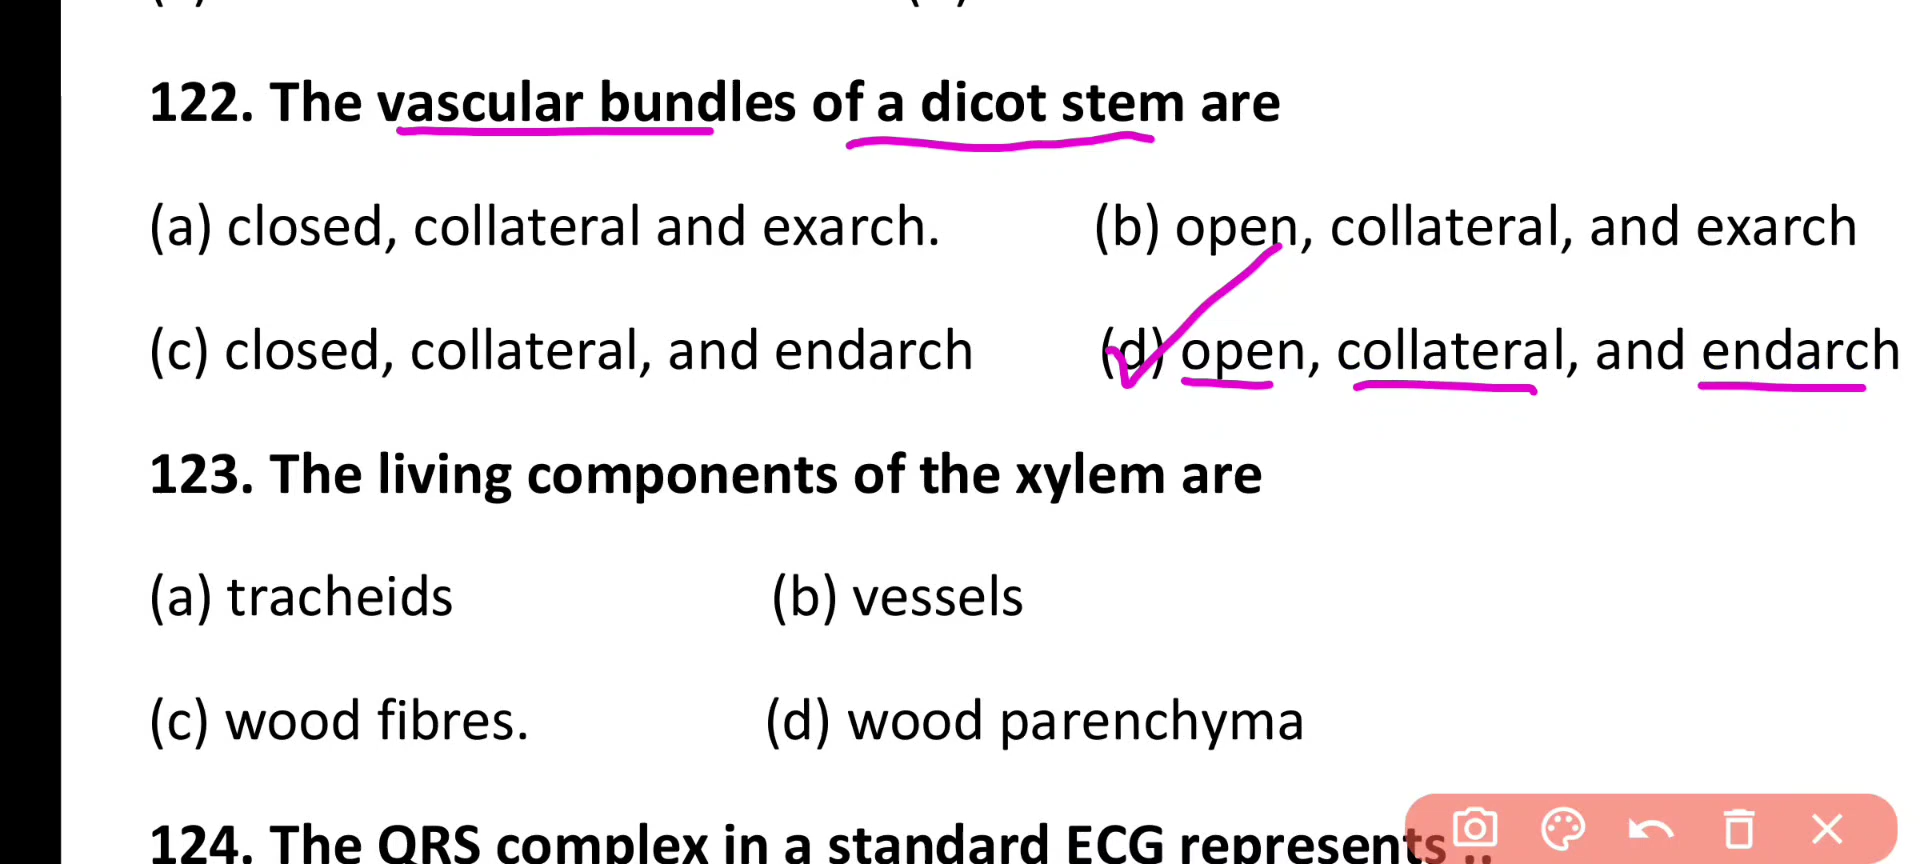 122. The vascular bundles of a dicot stem are
(a) closed, collateral and exarch. (b) open, collateral, and exarch
(c) closed, collateral, and endarch (d) open, collateral, and endarch
123. The living components of the xylem are
(a) tracheids (b) vessels
(c) wood fibres. (d) wood parenchyma
124. The QRS complex in a standard ECG represents ..